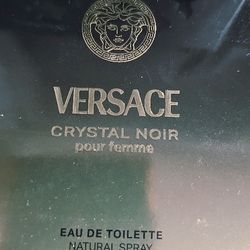 VERSACE
CRYSTAL NOIR
pour femme
EAU DE TOILETTE
NATURAL SPRAY